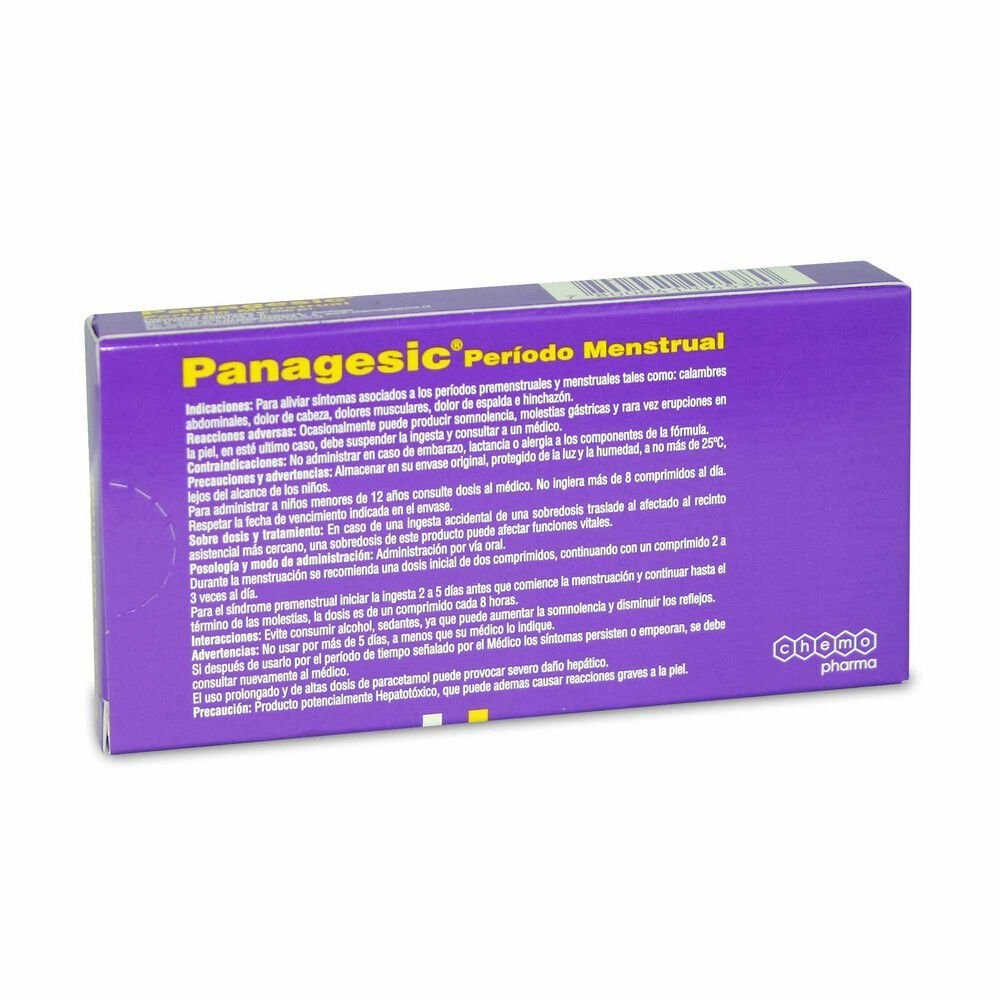 Panagesic
Panagesic® Período Menstrual
Indicaciones: Para aliviar síntomas asociados a los períodos premenstruales y menstruales tales como: calambres
abdominales, dolor de cabeza, dolores musculares, dolor de espalda e hinchazón.
Reacciones adversas: Ocasionalmente puede producir somnolencia, molestias gástricas y rara vez erupciones en
la piel, en esté ultimo caso, debe suspender la ingesta y consultar a un médico.
Contraindicaciones: No administrar en caso de embarazo, lactancia o alergia a los componentes de la fórmula.
Precauciones y advertencias: Almacenar en su envase original, protegido de la luz y la humedad, a no más de 25ºC,
lejos del alcance de los niños.
Para administrar a niños menores de 12 años consulte dosis al médico. No ingiera más de 8 comprimidos al día.
Respetar la fecha de vencimiento indicada en el envase.
Sobre dosis y tratamiento: En caso de una ingesta accidental de una sobredosis traslade al afectado al recinto
asistencial más cercano, una sobredosis de este producto puede afectar funciones vitales.
Posología y modo de administración: Administración por vía oral.
Durante la menstruación se recomienda una dosis inicial de dos comprimidos, continuando con un comprimido 2 a
3 veces al día.
Para el síndrome premenstrual iniciar la ingesta 2 a 5 días antes que comience la menstruación y continuar hasta el
término de las molestias, la dosis es de un comprimido cada 8 horas.
Interacciones: Evite consumir alcohol, sedantes, ya que puede aumentar la somnolencia y disminuir los reflejos.
Advertencias: No usar por más de 5 días, a menos que su médico lo indique.
Si después de usarlo por el período de tiempo señalado por el Médico los síntomas persisten o empeoran, se debe
consultar nuevamente al médico.
El uso prolongado y de altas dosis de paracetamol puede provocar severo daño hepático.
Precaución: Producto potencialmente Hepatotóxico, que puede ademas causar reacciones graves a la piel.
chemo
pharma